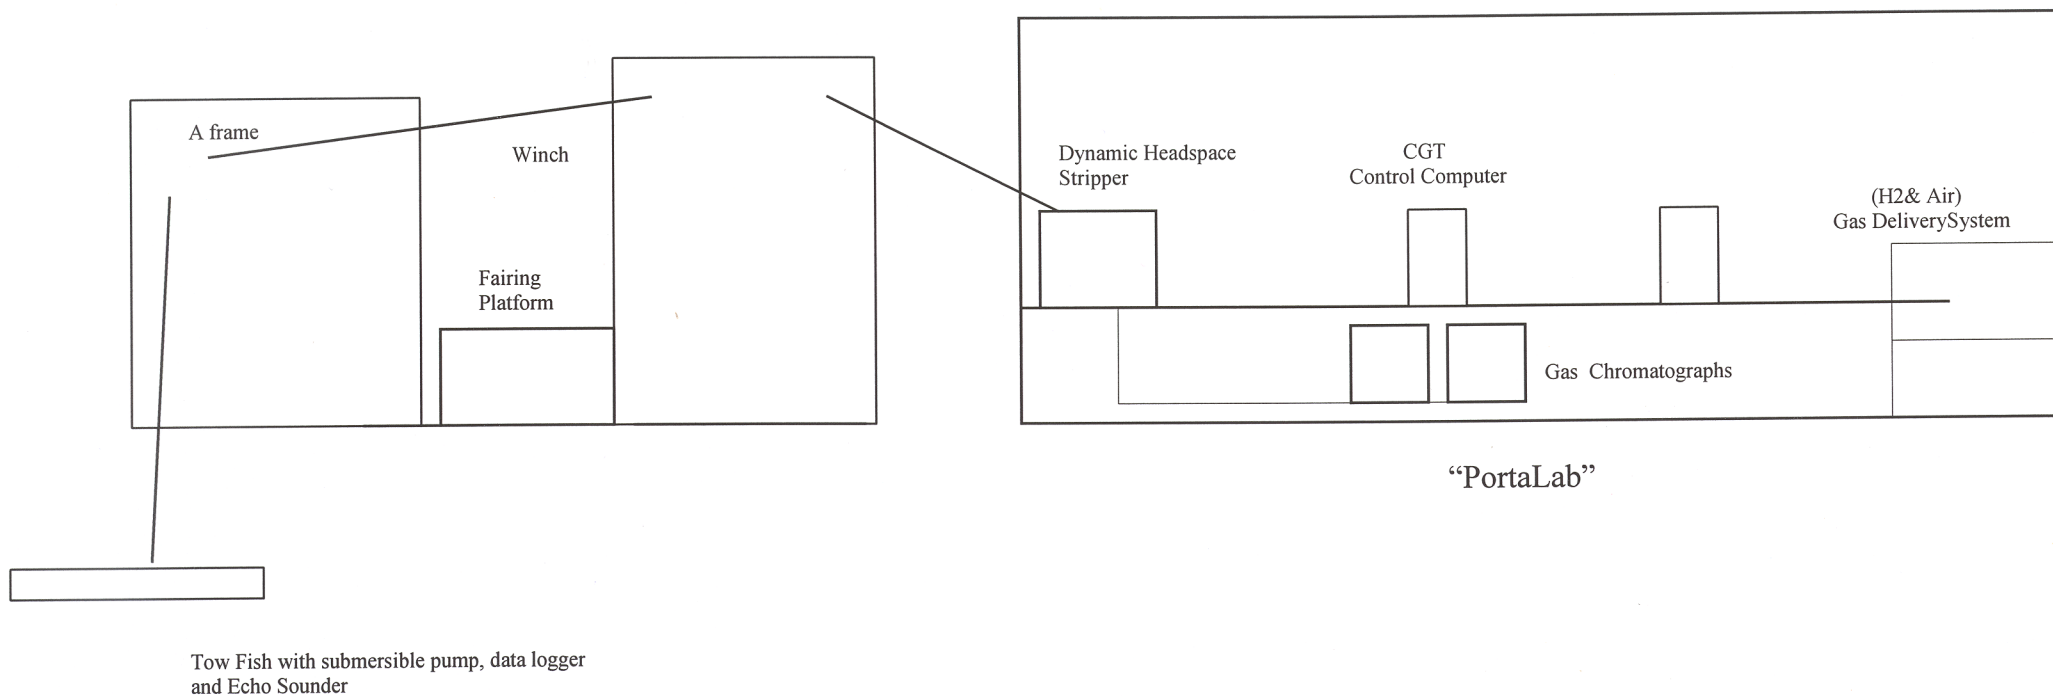 A frame
Winch
Fairing
Platform
Dynamic Headspace
Stripper
CGT
Control Computer
(H2& Air)
Gas DeliverySystem
Gas Chromatographs
“PortaLab”
Tow Fish with submersible pump, data logger
and Echo Sounder